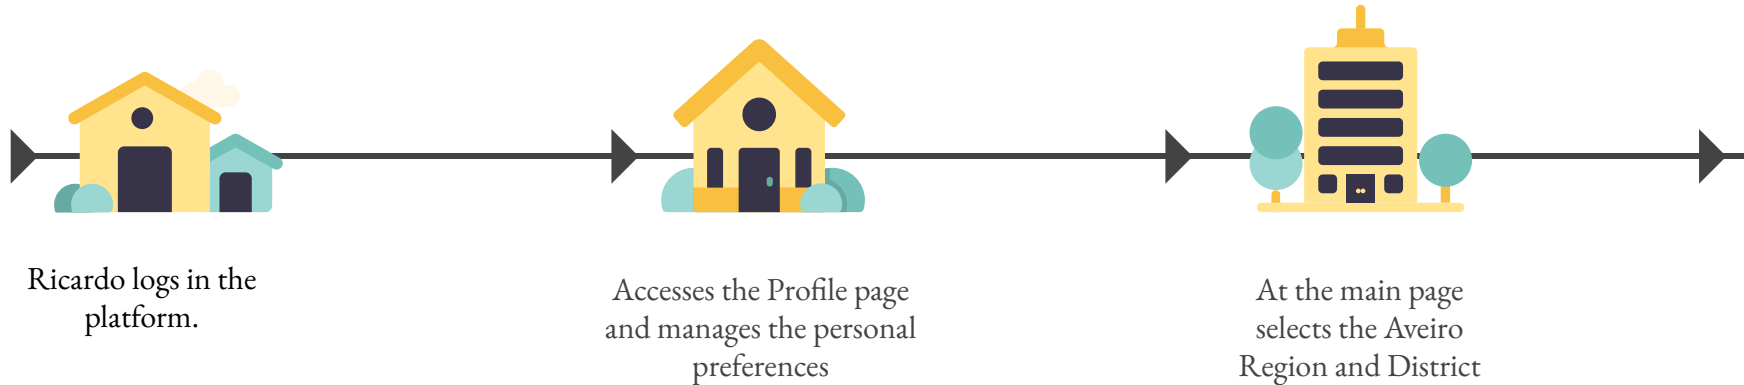 Ricardo logs in the
platform.
Accesses the Profile page
and manages the personal
preferences
At the main page
selects the Aveiro
Region and District